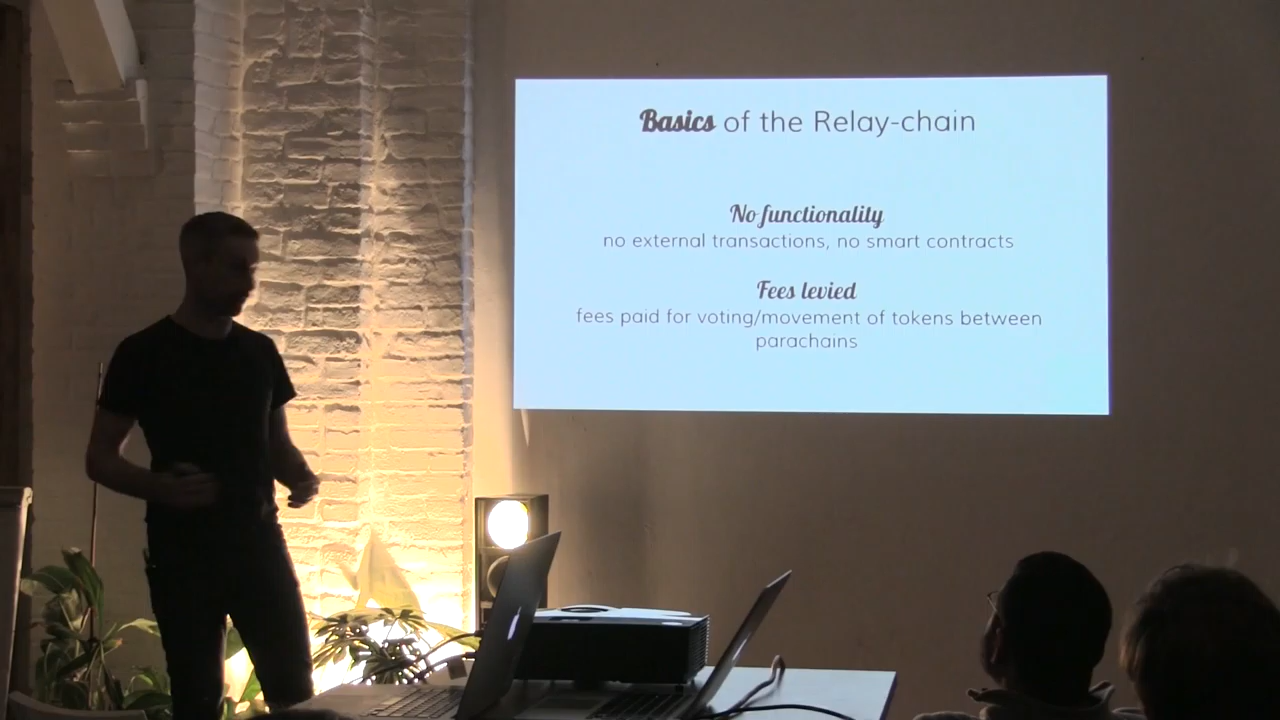 Basics of the Relay-chain
No functionality
no external transactions, no smart contracts
Fees levied
fees paid for voting/movement of tokens between
parachains